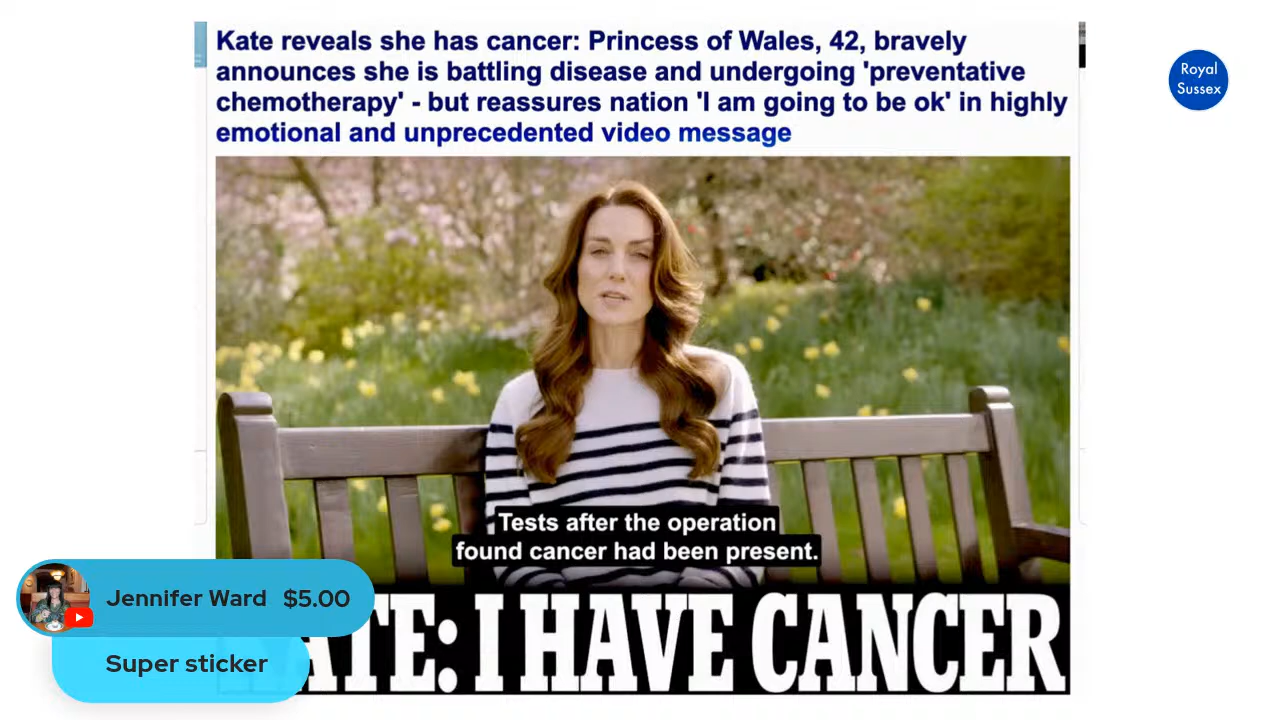 Kate reveals she has cancer: Princess of Wales, 42, bravely
announces she is battling disease and undergoing 'preventative
chemotherapy' - but reassures nation 'I am going to be ok' in highly
emotional and unprecedented video message
Royal
Sussex
Tests after the operation
found cancer had been present.
ATE: I HAVE CANCER
Jennifer Ward $5.00
Super sticker